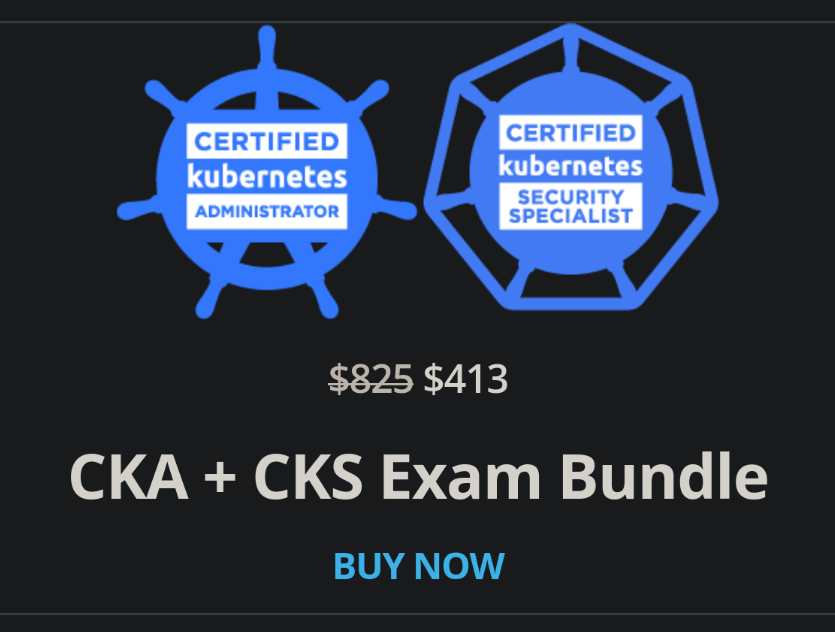 CERTIFIED
kubernetes
ADMINISTRATOR
CERTIFIED
kubernetes
SECURITY
SPECIALIST
$825 $413
CKA + CKS Exam Bundle
BUY NOW